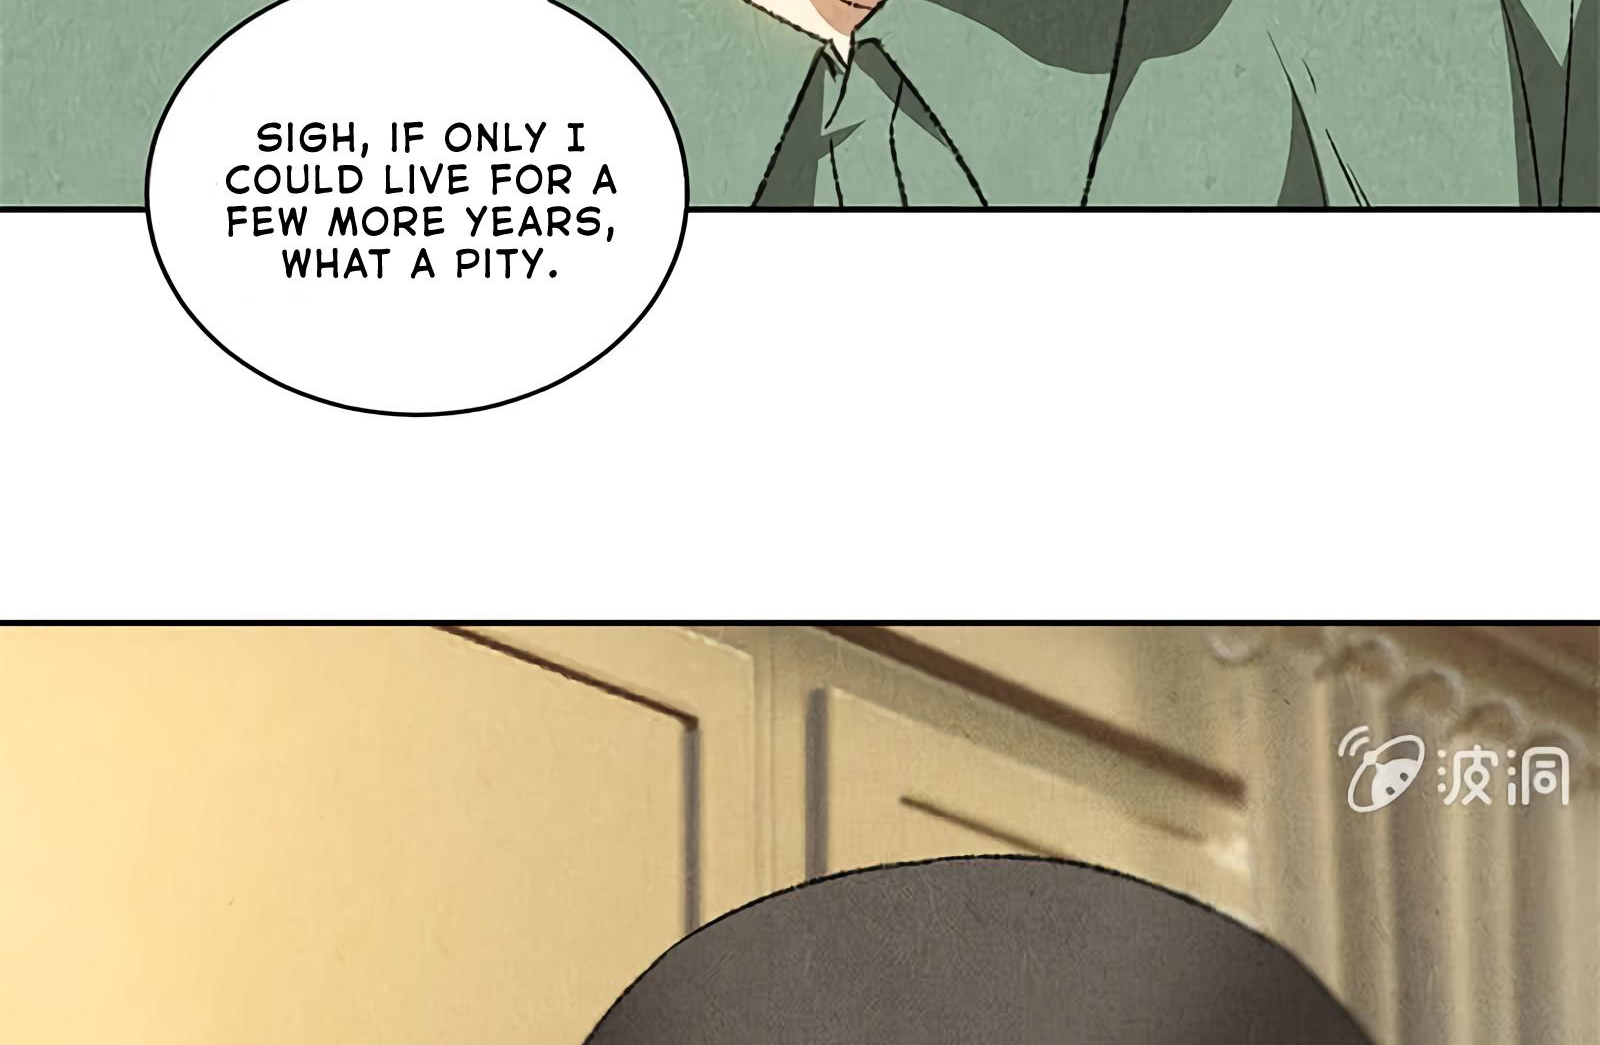 SIGH, IF ONLY I
COULD LIVE FOR A
FEW MORE YEARS,
WHAT A PITY.
波洞